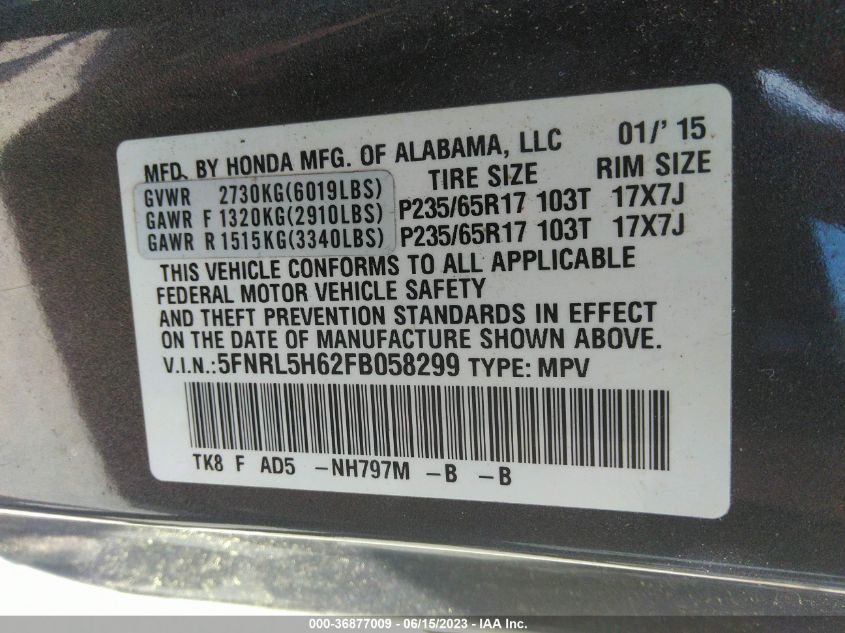 MFD. BY HONDA MFG. OF ALABAMA, LLC 01/' 15
TIRE SIZE RIM SIZE
GVWR 2730KG(6019LBS)
GAWR F 1320KG(2910LBS) P235/65R17 103T 17X7J
GAWR R 1515KG(3340LBS) P235/65R17 103T 17X7J
THIS VEHICLE CONFORMS TO ALL APPLICABLE
FEDERAL MOTOR VEHICLE SAFETY
AND THEFT PREVENTION STANDARDS IN EFFECT
ON THE DATE OF MANUFACTURE SHOWN ABOVE.
V.I.N.:5FNRL5H62FB058299 TYPE: MPV
TK8 F AD5 -NH797M -B -B
000-36877009 - 06/15/2023 - IAAI.COM